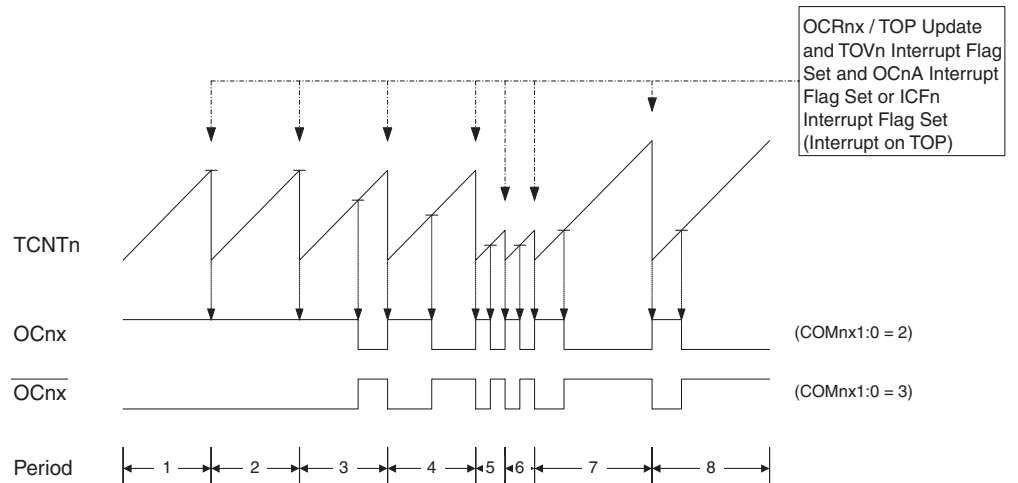 OCRnx / TOP Update
and TOVn Interrupt Flag
Set and OCnA Interrupt
Flag Set or ICFn
Interrupt Flag Set
(Interrupt on TOP)
TCNTn
OCnx
(COMnx1:0 = 2)
OCnx
(COMnx1:0 = 3)
Period 1 2 3 4 5 6 7 8